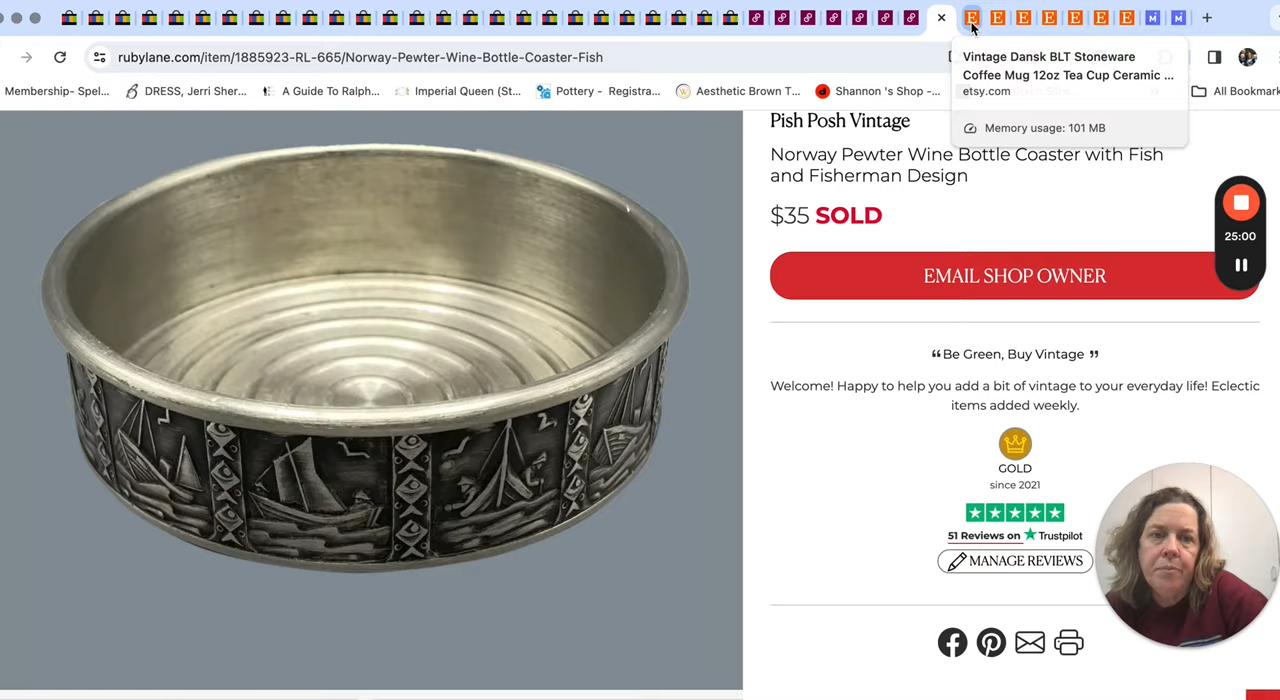 rubylane.com/item/1885923-RL-665/Norway-Pewter-Wine-Bottle-Coaster-Fish
Membership- Spel...
DRESS, Jerri Sher...
A Guide To Ralph...
Imperial Queen (St...
Pottery - Registra...
Aesthetic Brown T...
Shannon 's Shop -...
All Bookmark
Vintage Dansk BLT Stoneware
Coffee Mug 12oz Tea Cup Ceramic ...
etsy.com
Memory usage: 101 MB
Pish Posh Vintage
Norway Pewter Wine Bottle Coaster with Fish
and Fisherman Design
$35 SOLD
EMAIL SHOP OWNER
25:00
“Be Green, Buy Vintage ”
Welcome! Happy to help you add a bit of vintage to your everyday life! Eclectic
items added weekly.
GOLD
since 2021
51 Reviews on Trustpilot
MANAGE REVIEWS